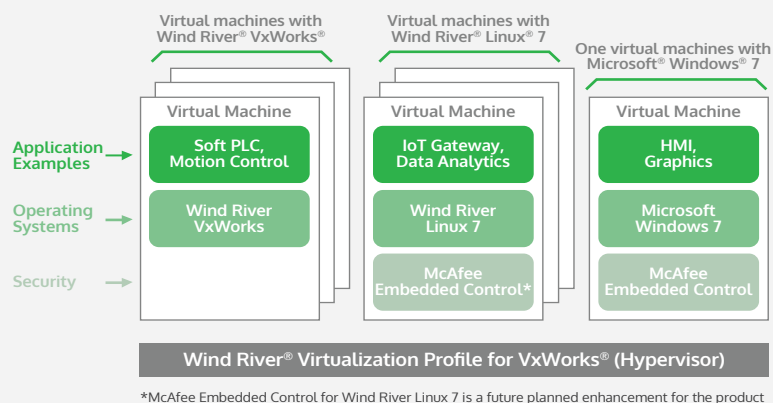 Virtual machines with
Wind River® VxWorks®
Virtual machines with
Wind River® Linux® 7
One virtual machines with
Microsoft® Windows® 7
Virtual Machine
Virtual Machine
Virtual Machine
Application
Examples
Soft PLC,
Motion Control
IoT Gateway,
Data Analytics
HMI,
Graphics
Operating
Systems
Wind River
VxWorks
Wind River
Linux 7
Microsoft
Windows 7
Security
McAfee
Embedded Control*
McAfee
Embedded Control
Wind River® Virtualization Profile for VxWorks® (Hypervisor)
*McAfee Embedded Control for Wind River Linux 7 is a future planned enhancement for the product